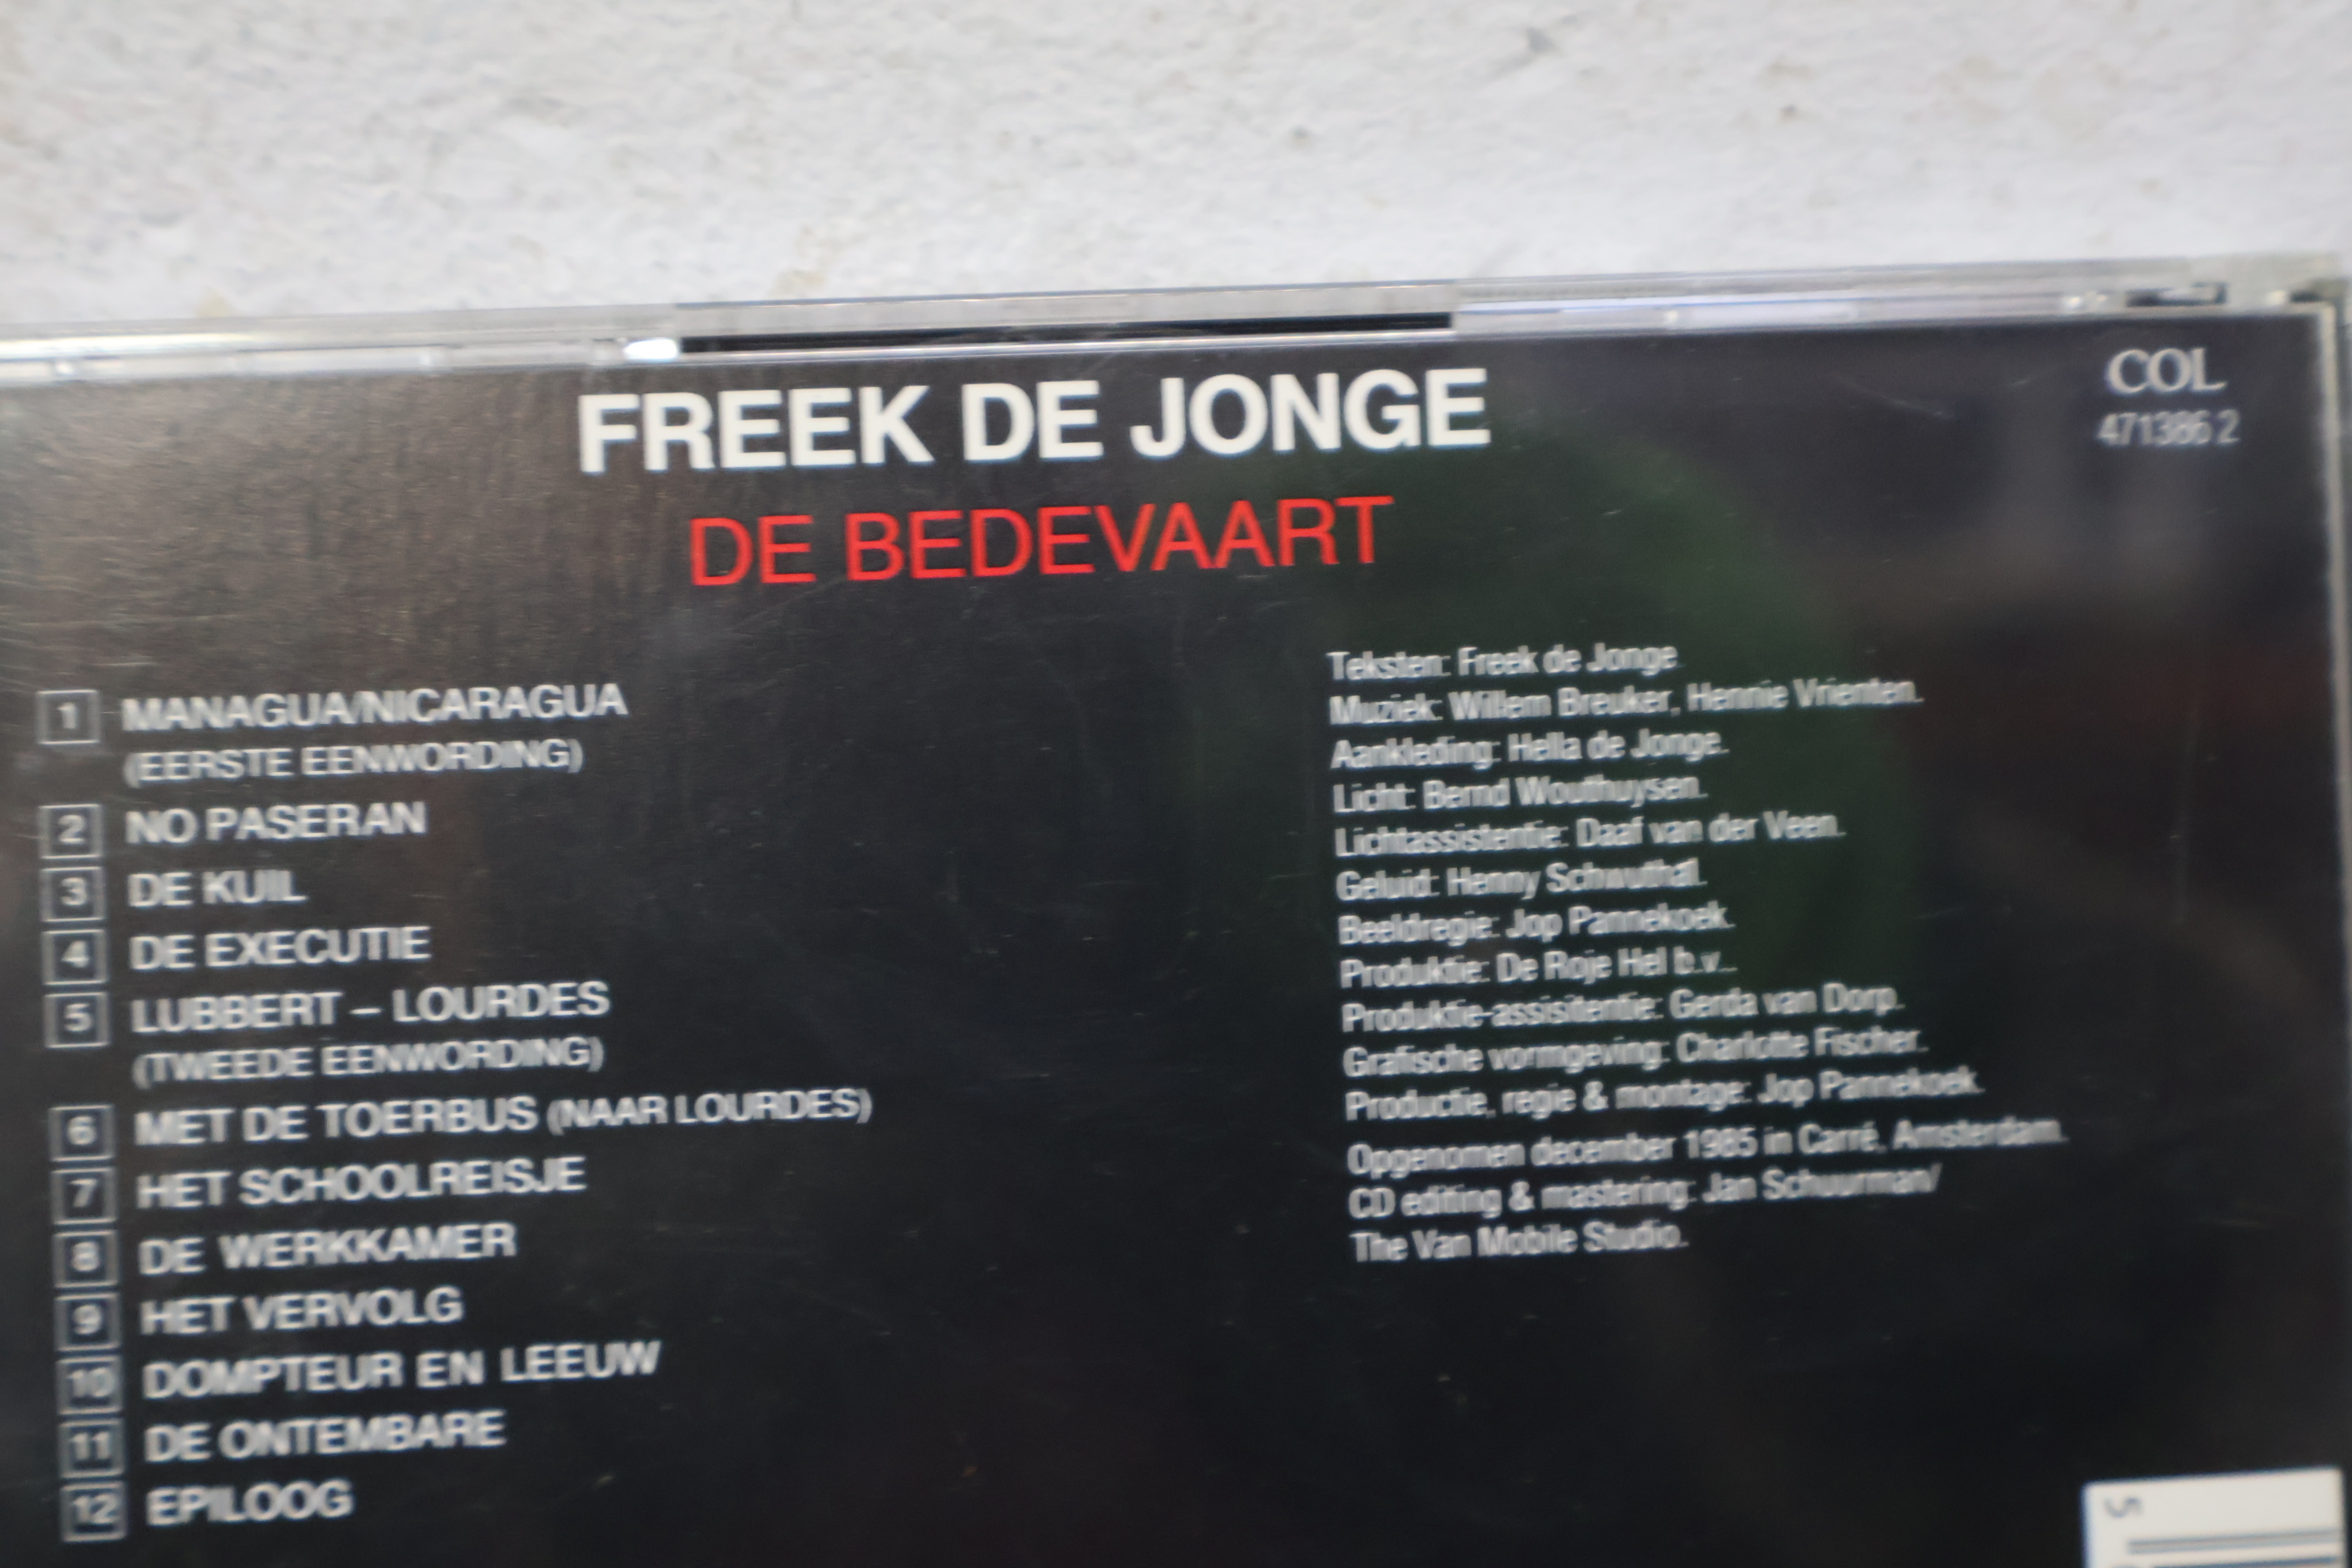 FREEK DE JONGE
DE BEDEVAART
COL
471386 2
1 MANAGUA/NICARAGUA
(EERSTE EENWORDING)
2 NO PASERAN
3 DE KUIL
4 DE EXECUTIE
5 LUBBERT – LOURDES
(TWEEDE EENWORDING)
6 MET DE TOERBUS (NAAR LOURDES)
7 HET SCHOOLREISJE
8 DE WERKKAMER
9 HET VERVOLG
10 DOMPTEUR EN LEEUW
11 DE ONTEMBARE
12 EPILOOG
Teksten: Freek de Jonge.
Muziek: Willem Breuker, Hennie Vrienten.
Aankleding: Hella de Jonge.
Licht: Bernd Wouthuysen.
Lichtassistentie: Daaf van der Veen.
Geluid: Henny Schwuthal.
Beeldregie: Jop Pannekoek.
Produktie: De Roje Hel b.v..
Produktie-assisitentie: Gerda van Dorp.
Grafische vormgeving: Charlotte Fischer.
Productie, regie & montage: Jop Pannekoek.
Opgenomen december 1985 in Carré, Amsterdam.
CD editing & mastering: Jan Schuurman/
The Van Mobile Studio.
5